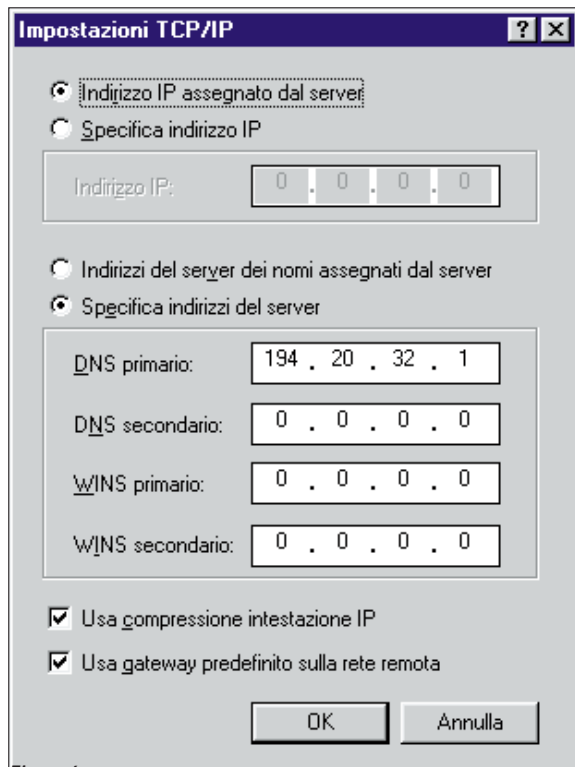 Impostazioni TCP/IP
Indirizzo IP assegnato dal server
Specifica indirizzo IP
Indirizzo IP: 0 . 0 . 0 . 0
Indirizzi del server dei nomi assegnati dal server
Specifica indirizzi del server
DNS primario: 194 . 20 . 32 . 1
DNS secondario: 0 . 0 . 0 . 0
WINS primario: 0 . 0 . 0 . 0
WINS secondario: 0 . 0 . 0 . 0
Usa compressione intestazione IP
Usa gateway predefinito sulla rete remota
OK Annulla